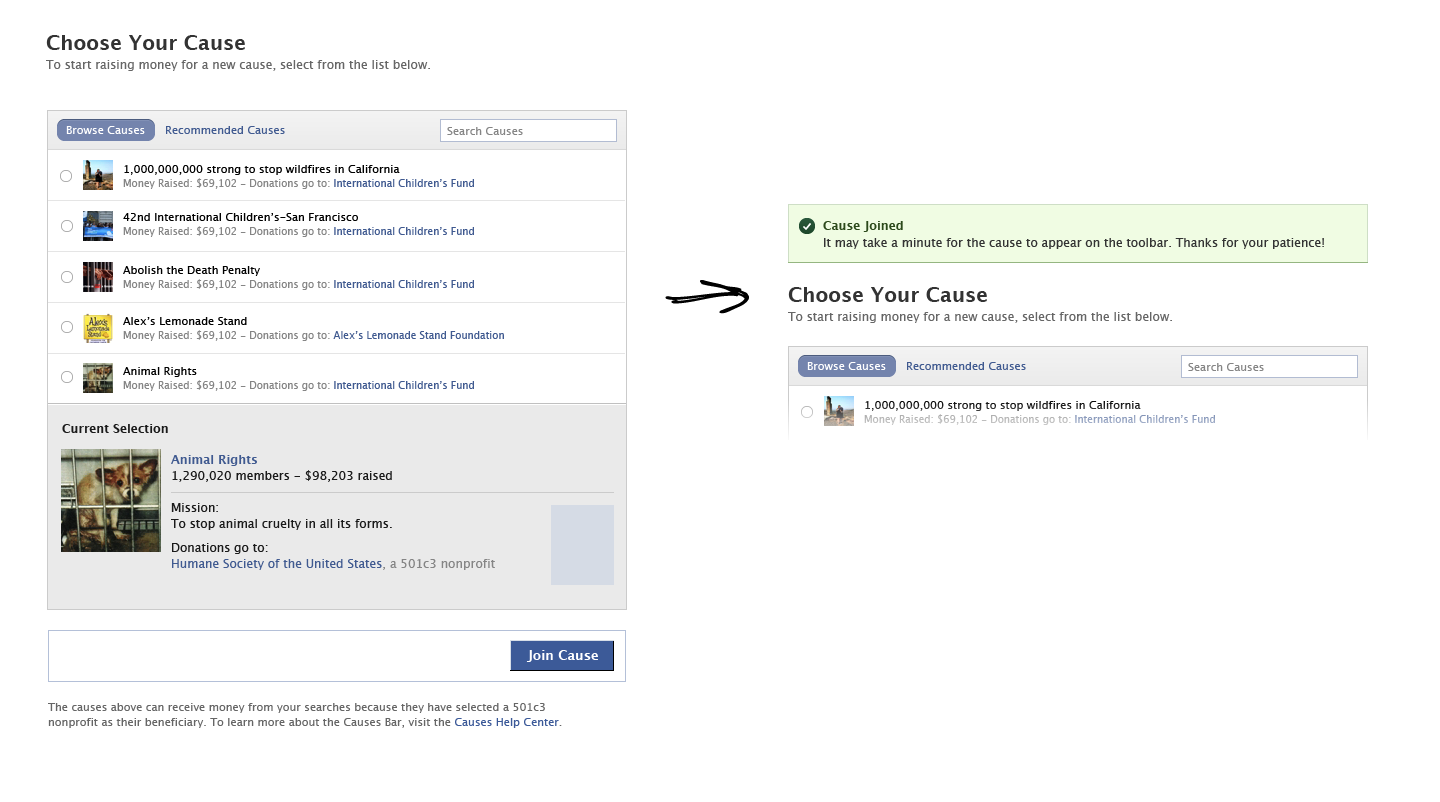 Choose Your Cause
To start raising money for a new cause, select from the list below.
Browse Causes
Recommended Causes
Search Causes
1,000,000,000 strong to stop wildfires in California
Money Raised: $69,102 – Donations go to: International Children's Fund
42nd International Children's–San Francisco
Money Raised: $69,102 – Donations go to: International Children's Fund
Abolish the Death Penalty
Money Raised: $69,102 – Donations go to: International Children's Fund
Alex's Lemonade Stand
Money Raised: $69,102 – Donations go to: Alex's Lemonade Stand Foundation
Alex's
Lemonade
Stand
Animal Rights
Money Raised: $69,102 – Donations go to: International Children's Fund
Current Selection
Animal Rights
1,290,020 members – $98,203 raised
Mission:
To stop animal cruelty in all its forms.
Donations go to:
Humane Society of the United States, a 501c3 nonprofit
Join Cause
The causes above can receive money from your searches because they have selected a 501c3
nonprofit as their beneficiary. To learn more about the Causes Bar, visit the Causes Help Center.
Cause Joined
It may take a minute for the cause to appear on the toolbar. Thanks for your patience!
Choose Your Cause
To start raising money for a new cause, select from the list below.
Browse Causes
Recommended Causes
Search Causes
1,000,000,000 strong to stop wildfires in California
Money Raised: $69,102 – Donations go to: International Children's Fund